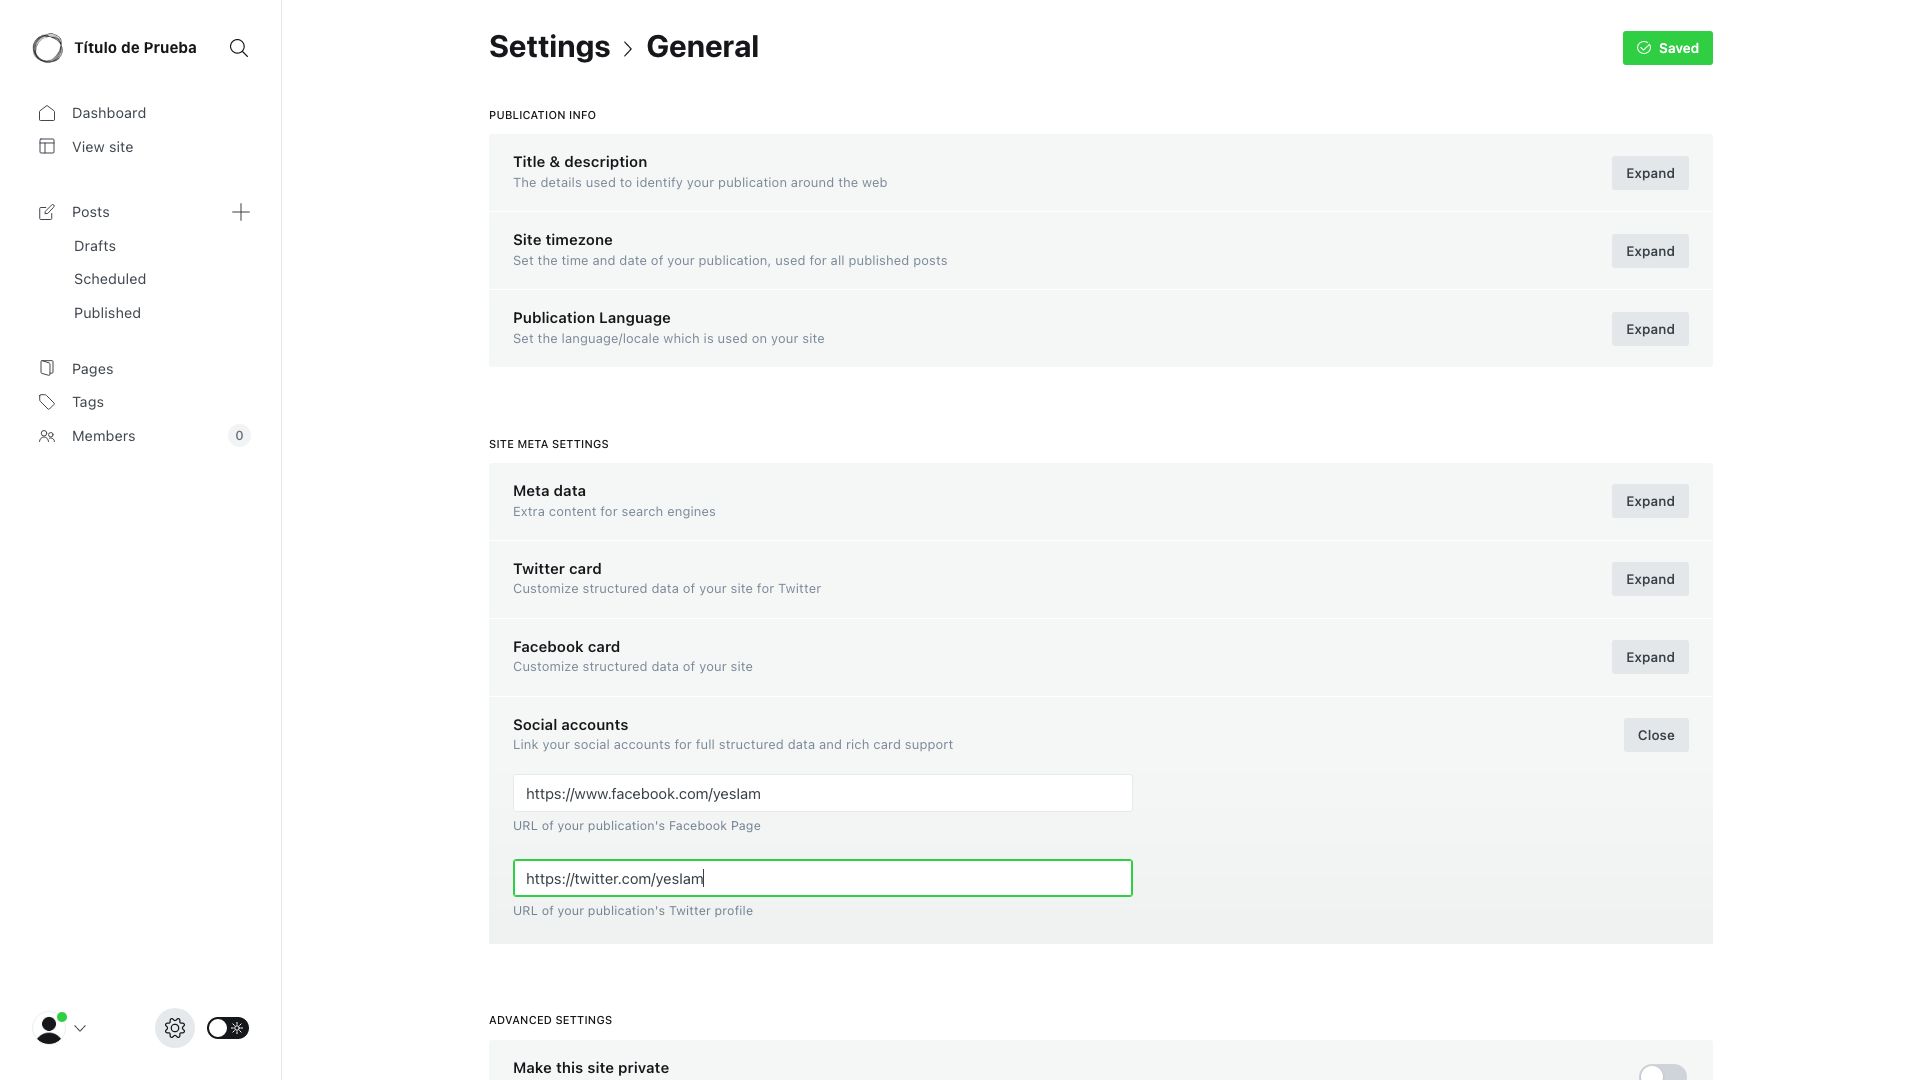 Título de Prueba
Dashboard
View site
Posts
Drafts
Scheduled
Published
Pages
Tags
Members
0
Settings > General
Saved
PUBLICATION INFO
Title & description
The details used to identify your publication around the web
Expand
Site timezone
Set the time and date of your publication, used for all published posts
Expand
Publication Language
Set the language/locale which is used on your site
Expand
SITE META SETTINGS
Meta data
Extra content for search engines
Expand
Twitter card
Customize structured data of your site for Twitter
Expand
Facebook card
Customize structured data of your site
Expand
Social accounts
Link your social accounts for full structured data and rich card support
Close
https://www.facebook.com/yeslam
URL of your publication's Facebook Page
https://twitter.com/yeslam
URL of your publication's Twitter profile
ADVANCED SETTINGS
Make this site private